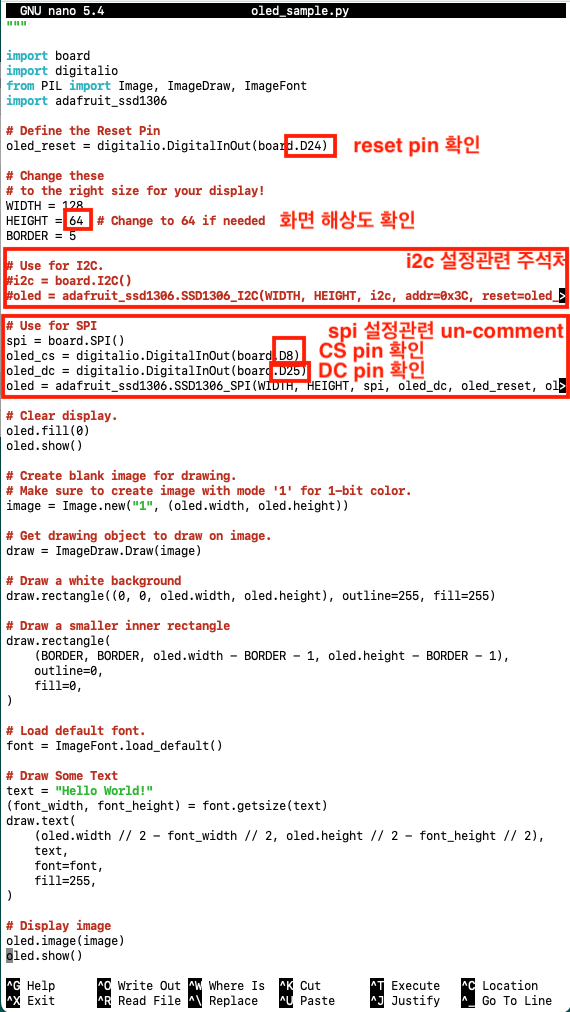 GNU nano 5.4 oled_sample.py
"""
import board
import digitalio
from PIL import Image, ImageDraw, ImageFont
import adafruit_ssd1306
# Define the Reset Pin
oled_reset = digitalio.DigitalInOut(board.D24) reset pin 확인
# Change these
# to the right size for your display!
WIDTH = 128
HEIGHT = 64 # Change to 64 if needed 화면 해상도 확인
BORDER = 5
# Use for I2C. i2c 설정관련 주석처
#i2c = board.I2C()
#oled = adafruit_ssd1306.SSD1306_I2C(WIDTH, HEIGHT, i2c, addr=0x3C, reset=oled_>
# Use for SPI
spi = board.SPI() spi 설정관련 un-comment
oled_cs = digitalio.DigitalInOut(board.D8) CS pin 확인
oled_dc = digitalio.DigitalInOut(board.D25) DC pin 확인
oled = adafruit_ssd1306.SSD1306_SPI(WIDTH, HEIGHT, spi, oled_dc, oled_reset, ol>
# Clear display.
oled.fill(0)
oled.show()
# Create blank image for drawing.
# Make sure to create image with mode '1' for 1-bit color.
image = Image.new("1", (oled.width, oled.height))
# Get drawing object to draw on image.
draw = ImageDraw.Draw(image)
# Draw a white background
draw.rectangle((0, 0, oled.width, oled.height), outline=255, fill=255)
# Draw a smaller inner rectangle
draw.rectangle(
(BORDER, BORDER, oled.width - BORDER - 1, oled.height - BORDER - 1),
outline=0,
fill=0,
)
# Load default font.
font = ImageFont.load_default()
# Draw Some Text
text = "Hello World!"
(font_width, font_height) = font.getsize(text)
draw.text(
(oled.width // 2 - font_width // 2, oled.height // 2 - font_height // 2),
text,
font=font,
fill=255,
)
# Display image
oled.image(image)
oled.show()
^G Help ^O Write Out ^W Where Is ^K Cut ^T Execute ^C Location
^X Exit ^R Read File ^\ Replace ^U Paste ^J Justify ^_ Go To Line